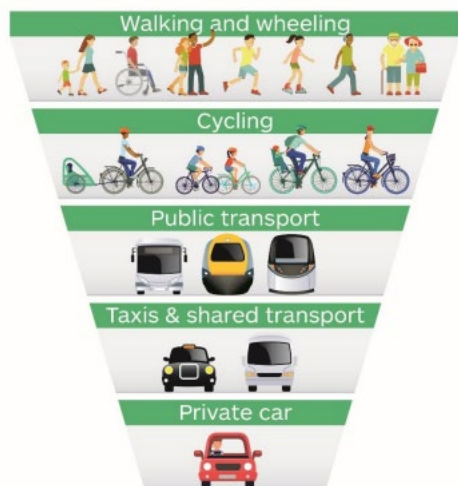 Walking and wheeling
Cycling
Public transport
Taxis & shared transport
Private car